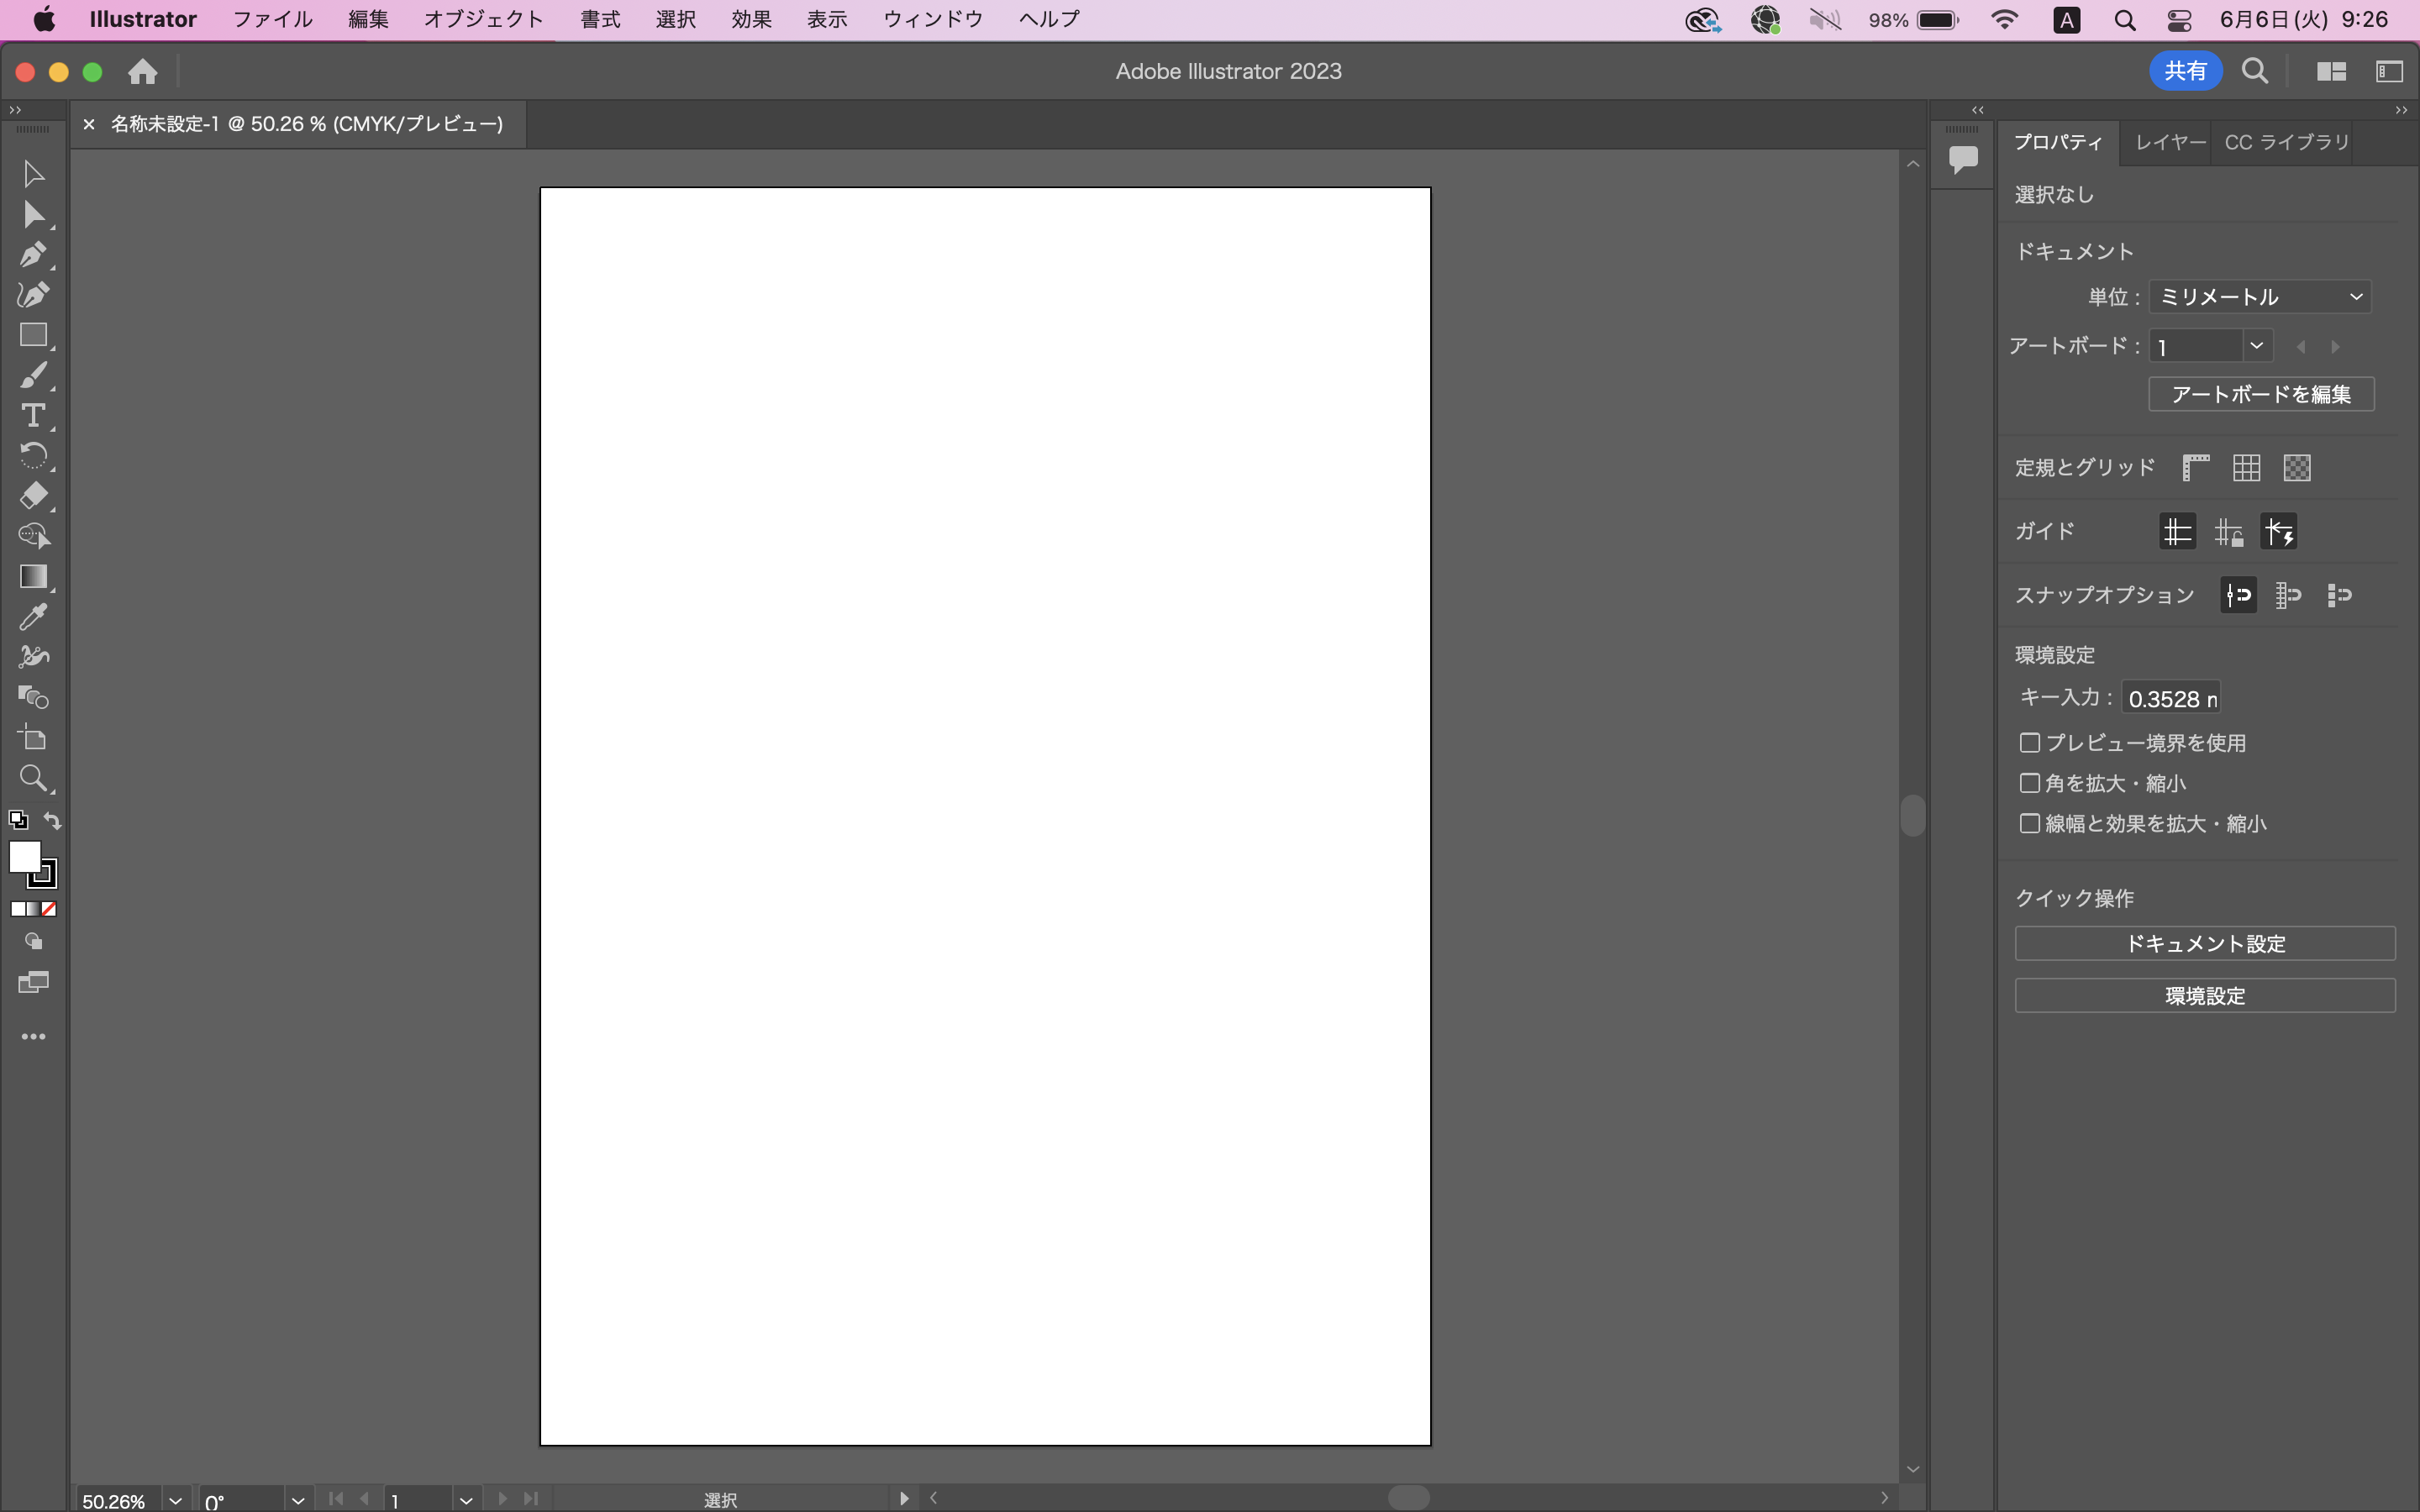 Illustrator ファイル 編集 オブジェクト 書式 選択 効果 表示 ウィンドウ ヘルプ 98% A 6月6日(火) 9:26
Adobe Illustrator 2023 共有
名称未設定-1 @ 50.26 % (CMYK/プレビュー)
プロパティ レイヤー CC ライブラリ
選択なし
ドキュメント
単位: ミリメートル
アートボード: 1
アートボードを編集
定規とグリッド
ガイド
スナップオプション
環境設定
キー入力: 0.3528
プレビュー境界を使用
角を拡大・縮小
線幅と効果を拡大・縮小
クイック操作
ドキュメント設定
環境設定
50.26% 0° 1 選択